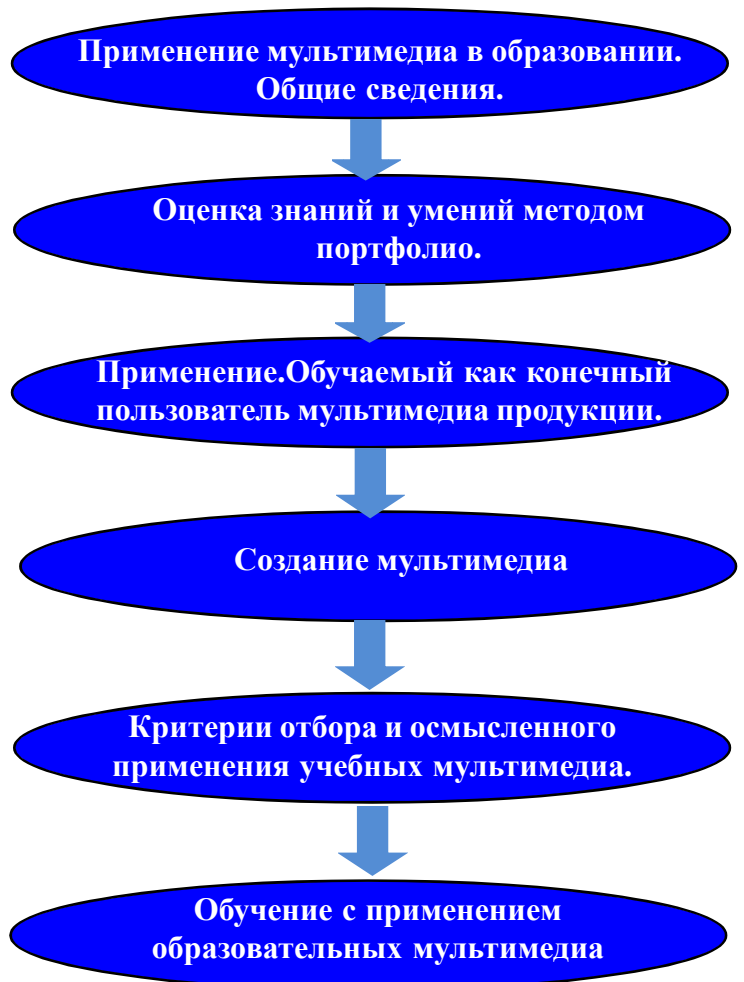 Применение мультимедиа в образовании.
Общие сведения.
Оценка знаний и умений методом
портфолио.
Применение.Обучаемый как конечный
пользователь мультимедиа продукции.
Создание мультимедиа
Критерии отбора и осмысленного
применения учебных мультимедиа.
Обучение с применением
образовательных мультимедиа